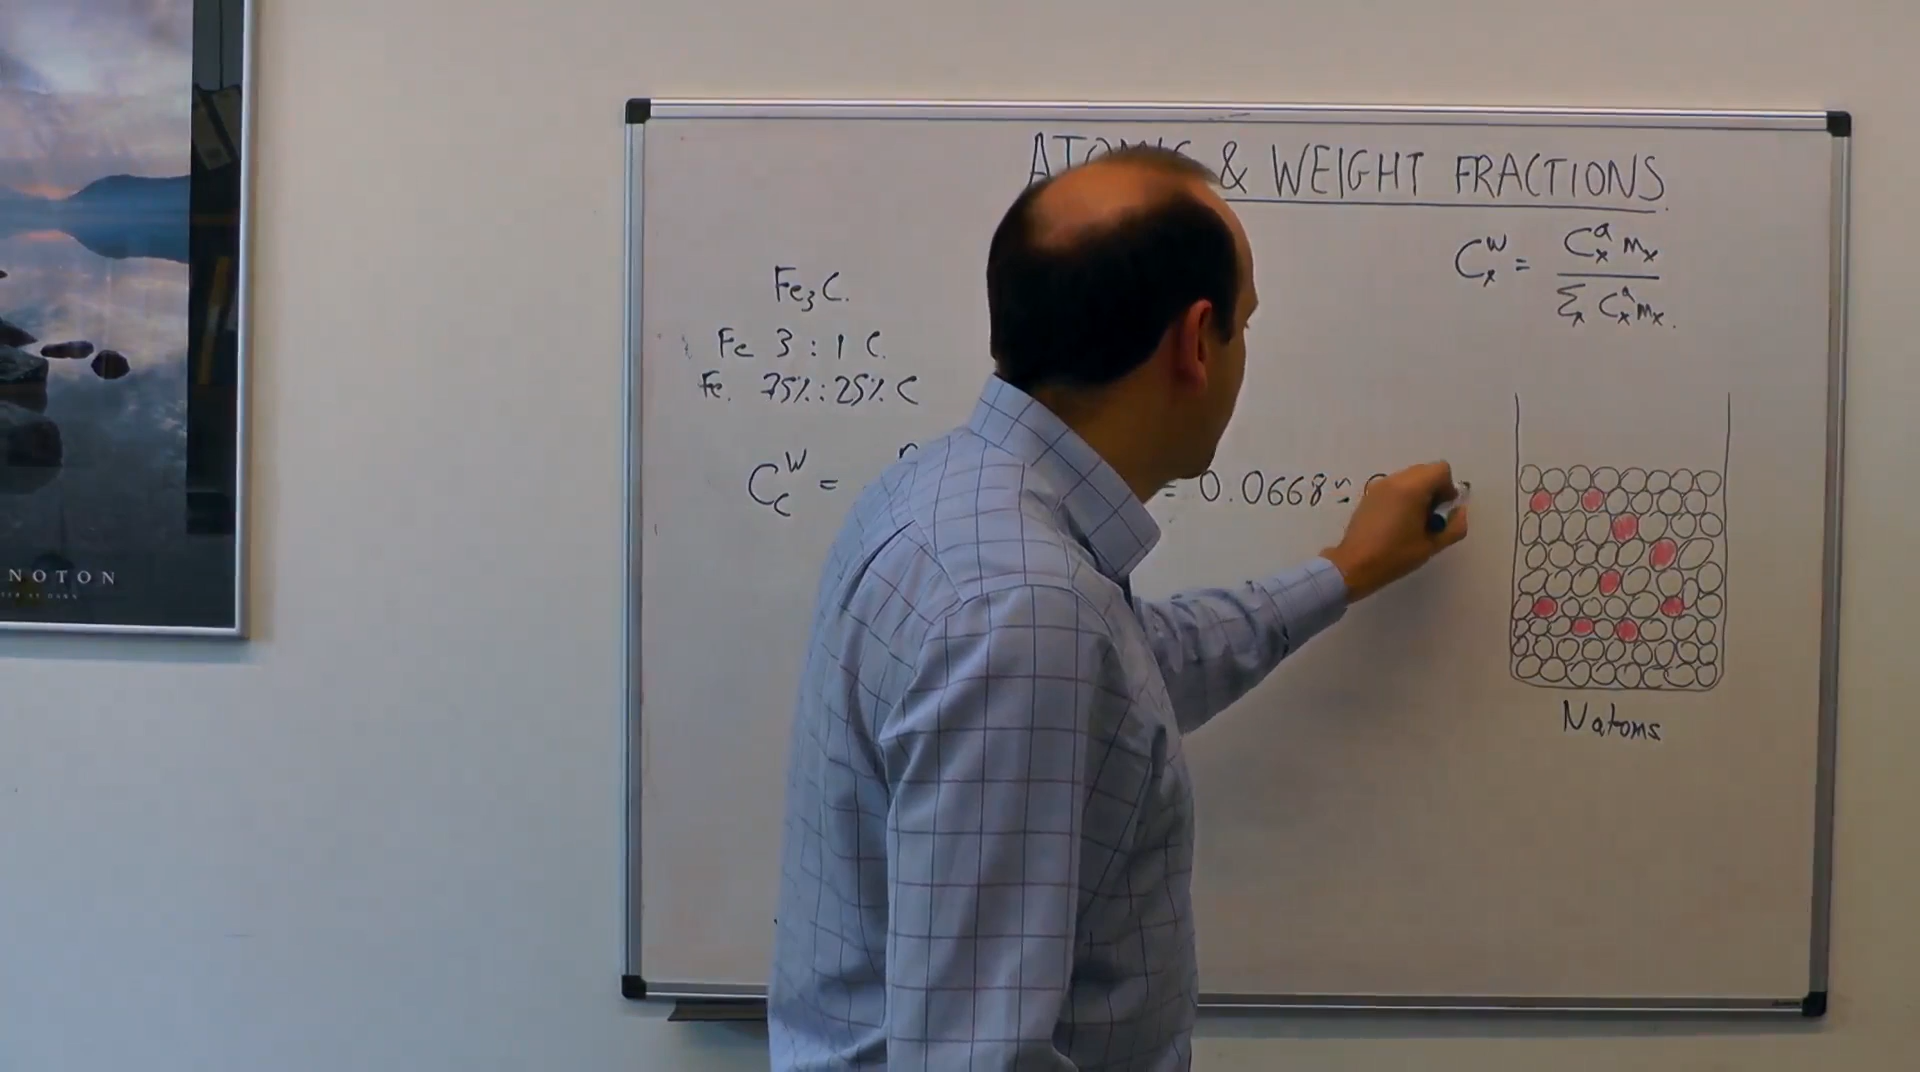 & WEIGHT FRACTIONS
C_x^w = C_x^a m_x / Σ_x C_x^a m_x.
Fe₃C.
Fe 3 : 1 C.
Fe. 75% : 25% C
C_C^w = = 0.0668 ≈
N atoms
NOTON